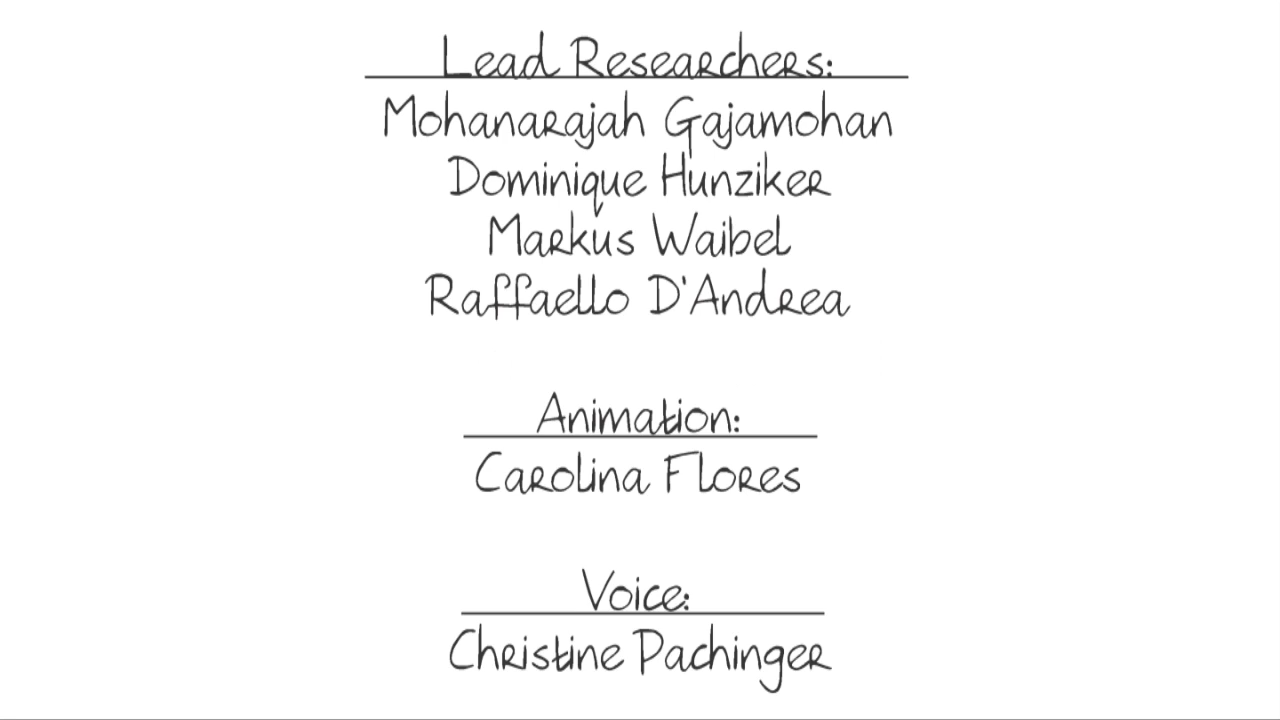 Lead Researchers:
Mohanarajah Gajamohan
Dominique Hunziker
Markus Waibel
Raffaello D'Andrea
Animation:
Carolina Flores
Voice:
Christine Pachinger